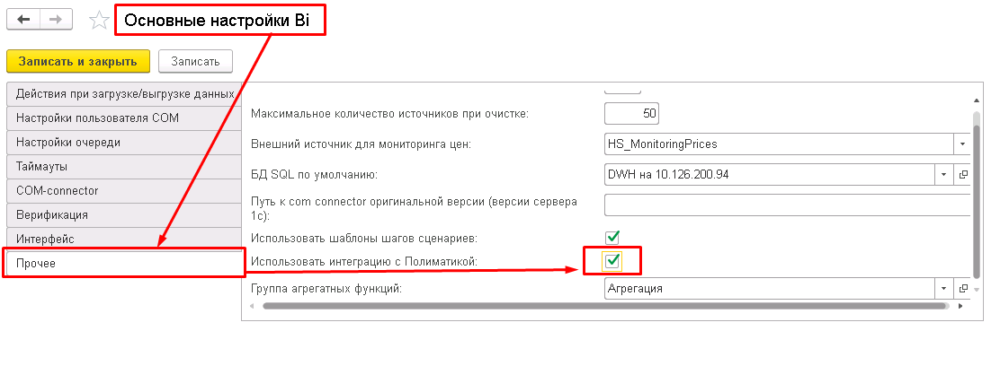 Основные настройки Bi
Записать и закрыть
Записать
Действия при загрузке/выгрузке данных
Настройки пользователя COM
Настройки очереди
Таймауты
COM-connector
Верификация
Интерфейс
Прочее
Максимальное количество источников при очистке:
50
Внешний источник для мониторинга цен:
HS_MonitoringPrices
БД SQL по умолчанию:
DWH на 10.126.200.94
Путь к com connector оригинальной версии (версии сервера
1с):
Использовать шаблоны шагов сценариев:
Использовать интеграцию с Полиматикой:
Группа агрегатных функций:
Агрегация